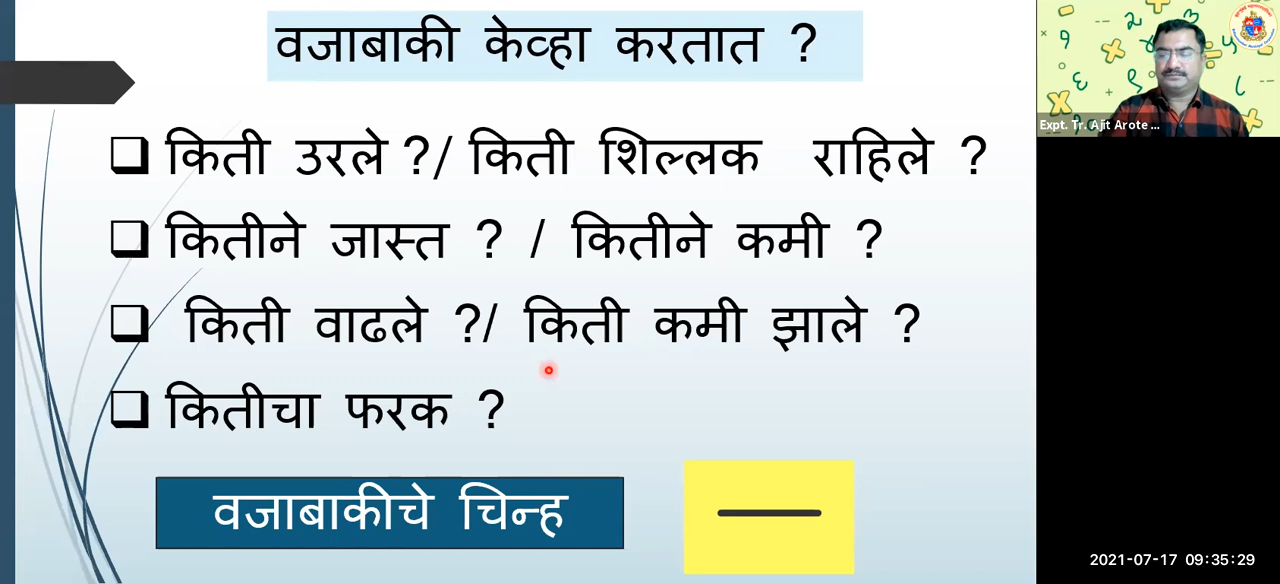 वजाबाकी केव्हा करतात ?
किती उरले ?/ किती शिल्लक राहिले ?
कितीने जास्त ? / कितीने कमी ?
किती वाढले ?/ किती कमी झाले ?
कितीचा फरक ?
वजाबाकीचे चिन्ह
Expt. Tr. Ajit Arote ...
2021-07-17 09:35:29